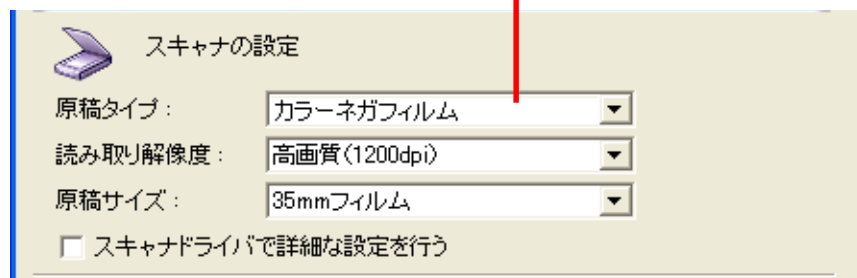 スキャナの設定
原稿タイプ： カラーネガフィルム
読み取り解像度： 高画質(1200dpi)
原稿サイズ： 35mmフィルム
スキャナドライバで詳細な設定を行う